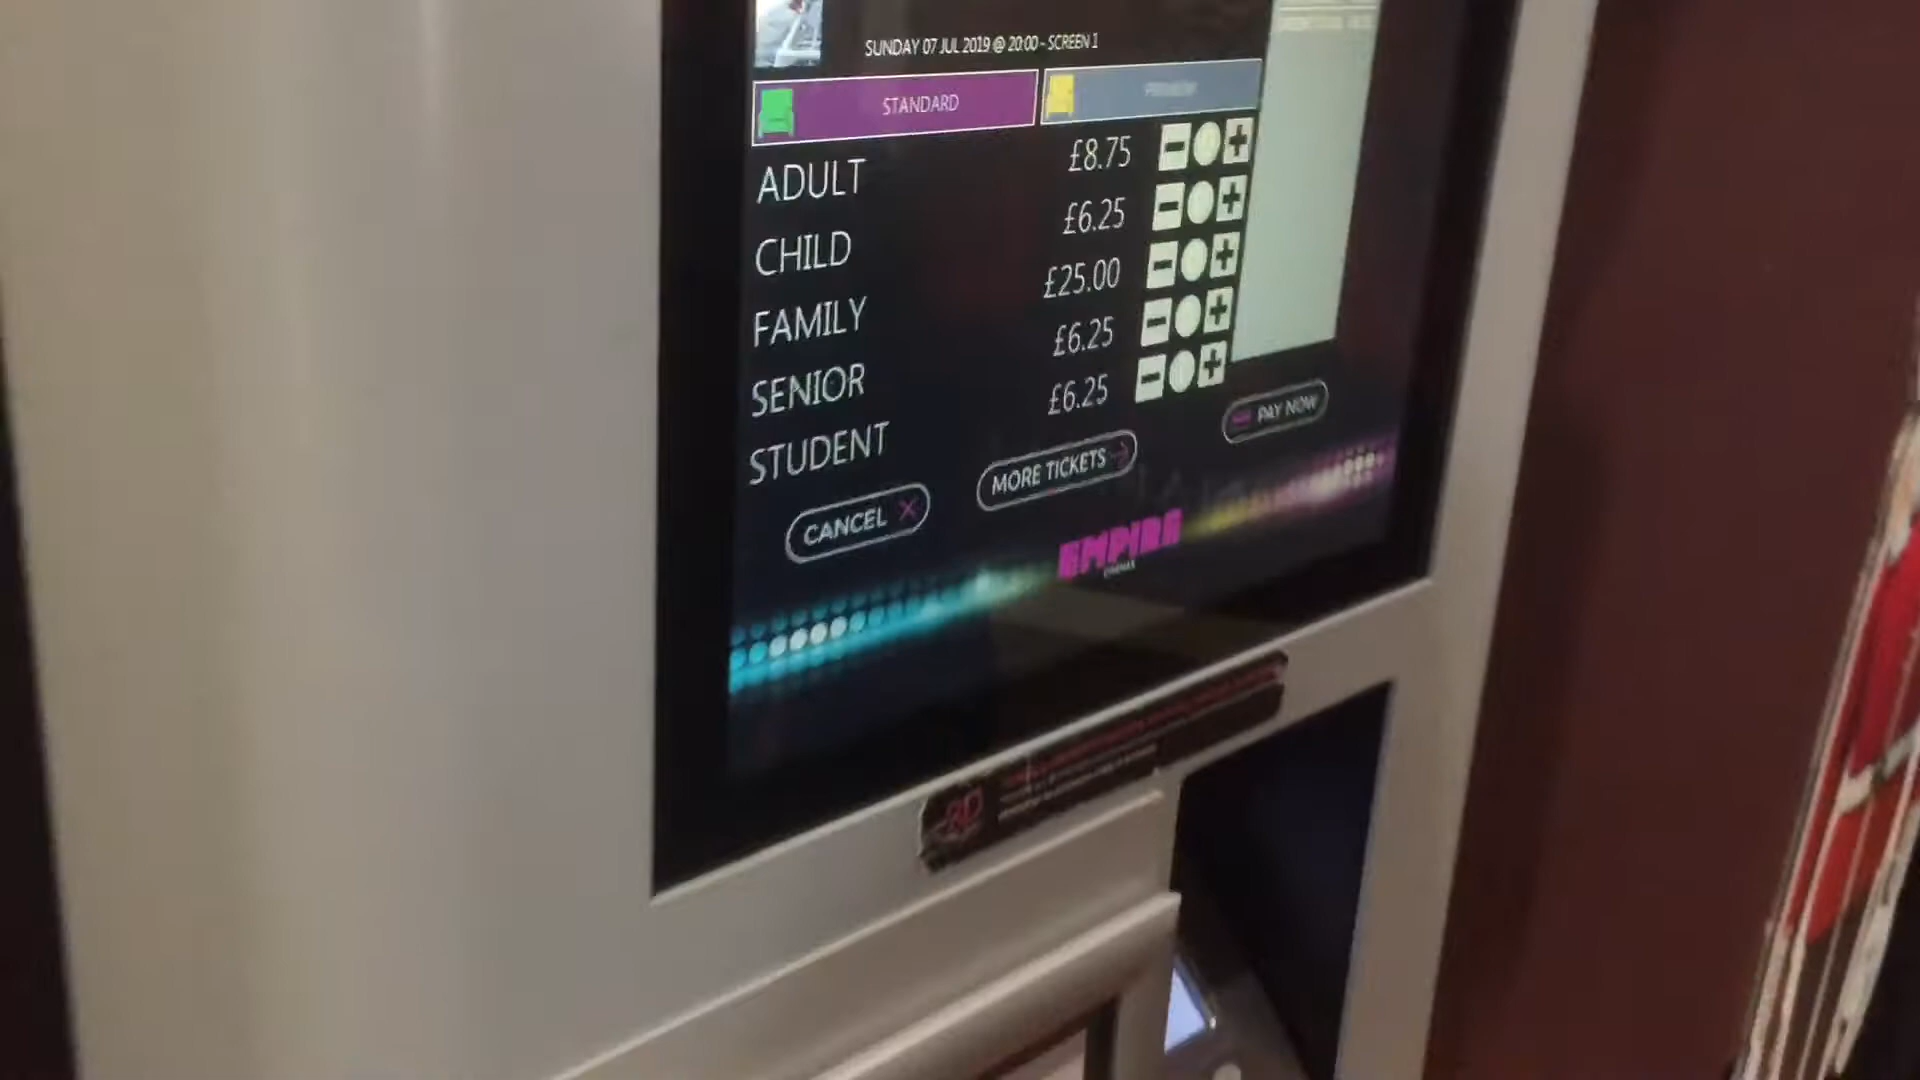 SUNDAY 07 JUL 2019 @ 20:00 - SCREEN 1
STANDARD
ADULT £8.75
CHILD £6.25
FAMILY £25.00
SENIOR £6.25
STUDENT £6.25
CANCEL
MORE TICKETS
PAY NOW
EMPIRE
CINEMAS